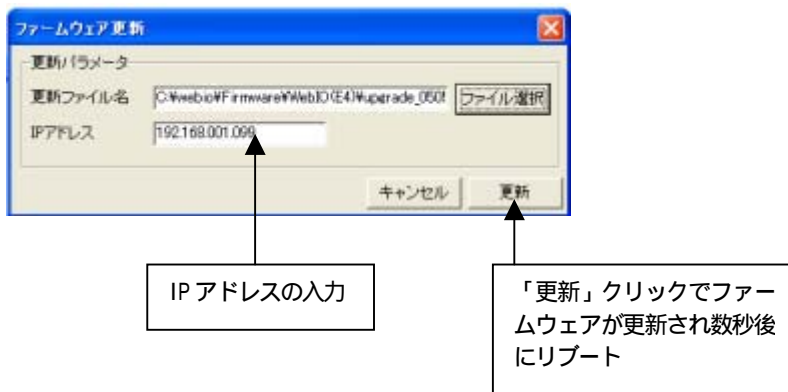 ファームウェア更新
更新パラメータ
更新ファイル名 C:¥webio¥Firmware¥WebIO(E4)¥upgrade_050! ファイル選択
IPアドレス 192.168.001.099
キャンセル 更新
IP アドレスの入力
「更新」クリックでファー
ムウェアが更新され数秒後
にリブート